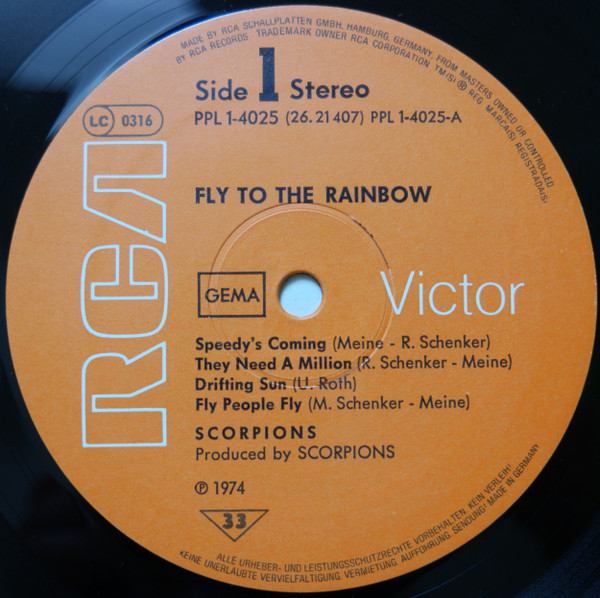 MADE BY RCA SCHALLPLATTEN GMBH, HAMBURG, GERMANY, FROM MASTERS OWNED OR CONTROLLED
BY RCA RECORDS. TRADEMARK OWNER RCA CORPORATION TM(S) ® REG. MARCA(S) REGISTRADA(S)
Side 1 Stereo
PPL 1-4025 (26.21407) PPL 1-4025-A
LC 0316
RCA
FLY TO THE RAINBOW
GEMA
Victor
Speedy's Coming (Meine - R. Schenker)
They Need A Million (R. Schenker - Meine)
Drifting Sun (U. Roth)
Fly People Fly (M. Schenker - Meine)
SCORPIONS
Produced by SCORPIONS
℗ 1974
33
ALLE URHEBER- UND LEISTUNGSSCHUTZRECHTE VORBEHALTEN. KEIN VERLEIH!
KEINE UNERLAUBTE VERVIELFÄLTIGUNG, VERMIETUNG, AUFFÜHRUNG, SENDUNG! MADE IN GERMANY